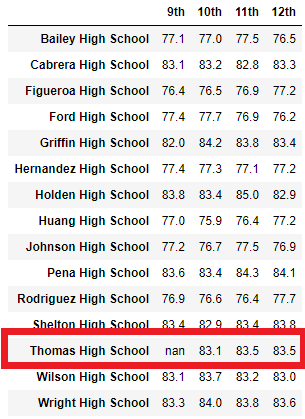 9th 10th 11th 12th
Bailey High School 77.1 77.0 77.5 76.5
Cabrera High School 83.1 83.2 82.8 83.3
Figueroa High School 76.4 76.5 76.9 77.2
Ford High School 77.4 77.7 76.9 76.2
Griffin High School 82.0 84.2 83.8 83.4
Hernandez High School 77.4 77.3 77.1 77.2
Holden High School 83.8 83.4 85.0 82.9
Huang High School 77.0 75.9 76.4 77.2
Johnson High School 77.2 76.7 77.5 76.9
Pena High School 83.6 83.4 84.3 84.1
Rodriguez High School 76.9 76.6 76.4 77.7
Shelton High School 83.4 82.9 83.4 83.8
Thomas High School nan 83.1 83.5 83.5
Wilson High School 83.1 83.7 83.2 83.0
Wright High School 83.3 84.0 83.8 83.6